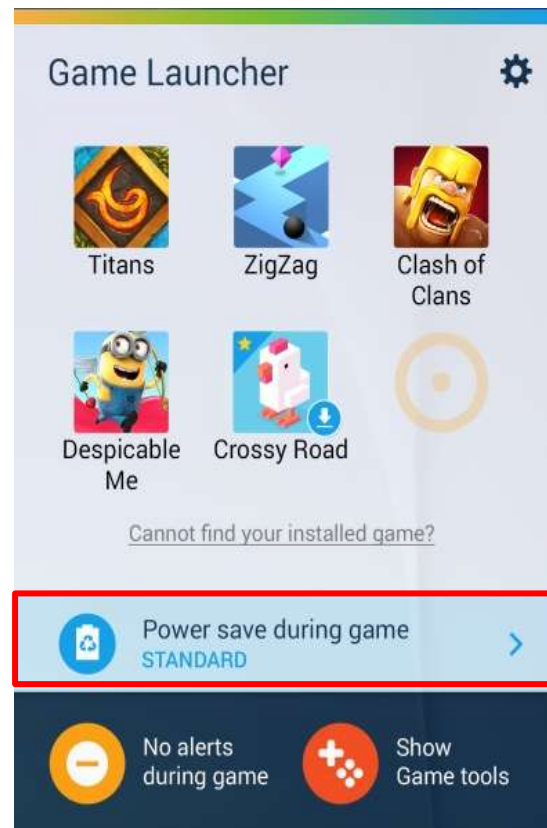 Game Launcher
Titans
ZigZag
Clash of
Clans
Despicable
Me
Crossy Road
Cannot find your installed game?
Power save during game
STANDARD
No alerts
during game
Show
Game tools